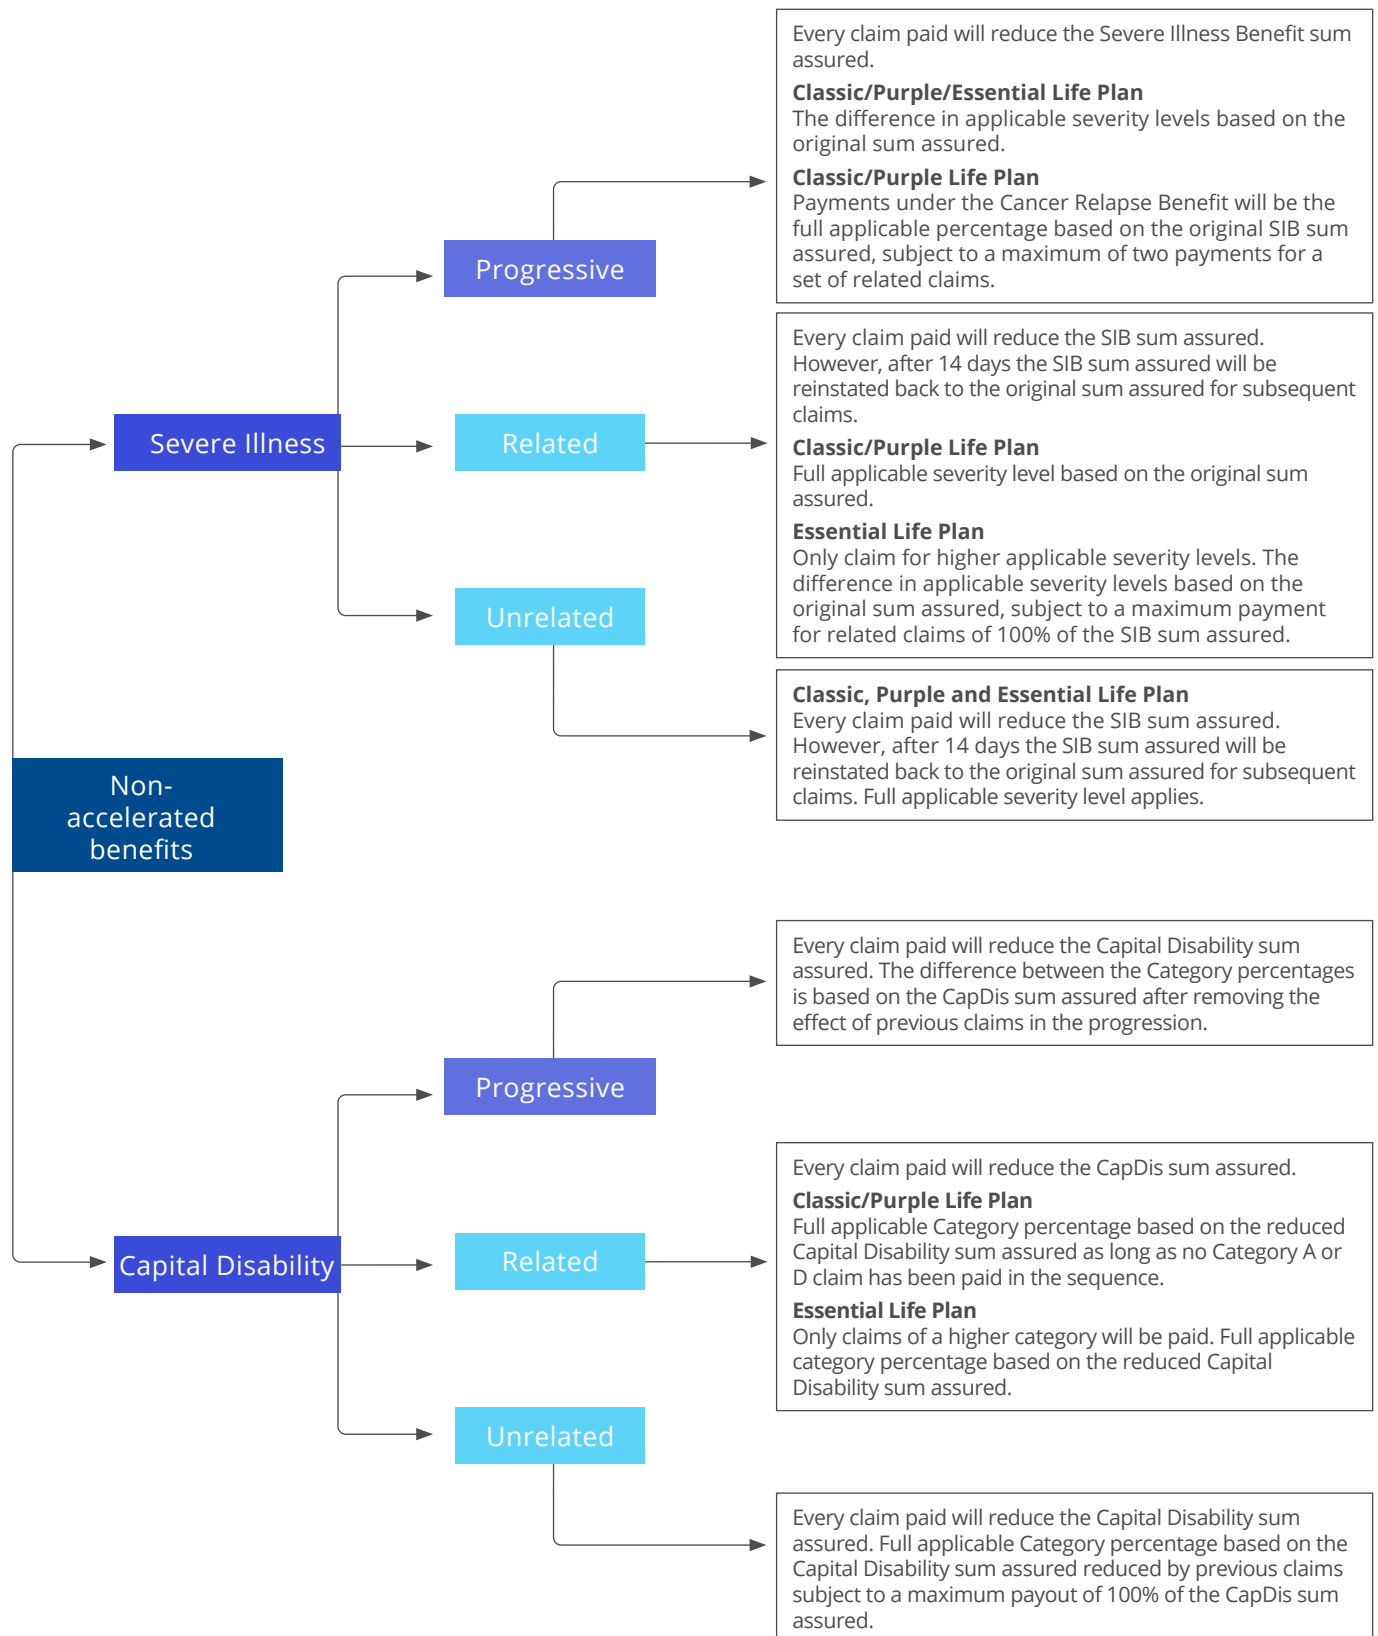 Every claim paid will reduce the Severe Illness Benefit sum
assured.
Classic/Purple/Essential Life Plan
The difference in applicable severity levels based on the
original sum assured.
Classic/Purple Life Plan
Payments under the Cancer Relapse Benefit will be the
full applicable percentage based on the original SIB sum
assured, subject to a maximum of two payments for a
set of related claims.
Progressive
Every claim paid will reduce the SIB sum assured.
However, after 14 days the SIB sum assured will be
reinstated back to the original sum assured for subsequent
claims.
Classic/Purple Life Plan
Full applicable severity level based on the original sum
assured.
Essential Life Plan
Only claim for higher applicable severity levels. The
difference in applicable severity levels based on the
original sum assured, subject to a maximum payment
for related claims of 100% of the SIB sum assured.
Severe Illness
Related
Unrelated
Classic, Purple and Essential Life Plan
Every claim paid will reduce the SIB sum assured.
However, after 14 days the SIB sum assured will be
reinstated back to the original sum assured for subsequent
claims. Full applicable severity level applies.
Non-
accelerated
benefits
Every claim paid will reduce the Capital Disability sum
assured. The difference between the Category percentages
is based on the CapDis sum assured after removing the
effect of previous claims in the progression.
Progressive
Every claim paid will reduce the CapDis sum assured.
Classic/Purple Life Plan
Full applicable Category percentage based on the reduced
Capital Disability sum assured as long as no Category A or
D claim has been paid in the sequence.
Essential Life Plan
Only claims of a higher category will be paid. Full applicable
category percentage based on the reduced Capital
Disability sum assured.
Capital Disability
Related
Unrelated
Every claim paid will reduce the Capital Disability sum
assured. Full applicable Category percentage based on the
Capital Disability sum assured reduced by previous claims
subject to a maximum payout of 100% of the CapDis sum
assured.